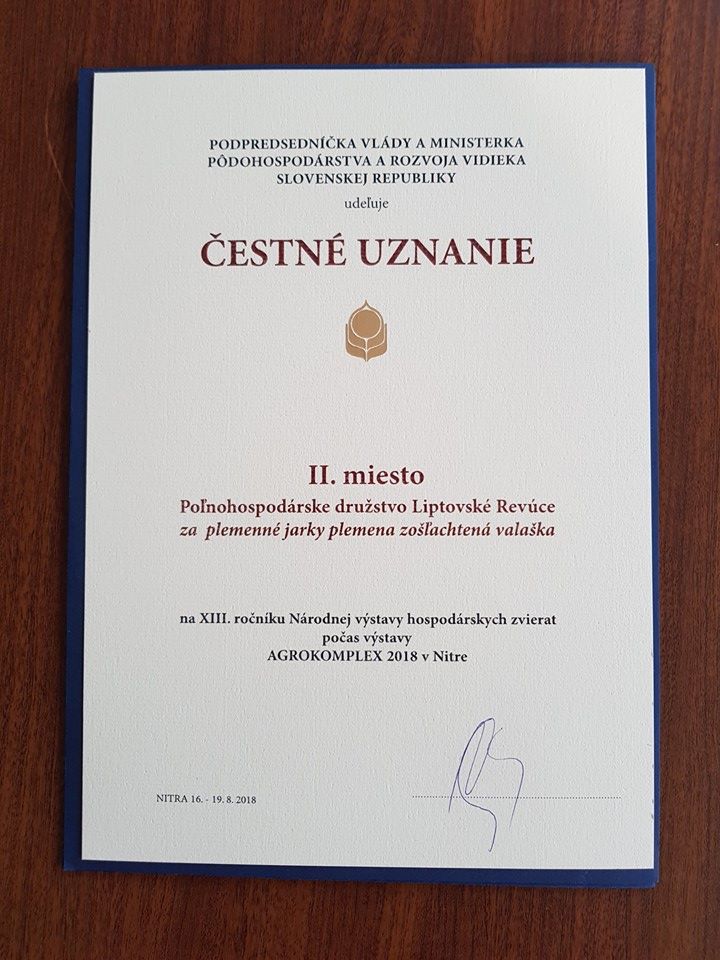 PODPREDSEDNÍČKA VLÁDY A MINISTERKA
PÔDOHOSPODÁRSTVA A ROZVOJA VIDIEKA
SLOVENSKEJ REPUBLIKY
udeľuje
ČESTNÉ UZNANIE
II. miesto
Poľnohospodárske družstvo Liptovské Revúce
za plemenné jarky plemena zošľachtená valaška
na XIII. ročníku Národnej výstavy hospodárskych zvierat
počas výstavy
AGROKOMPLEX 2018 v Nitre
NITRA 16. - 19. 8. 2018